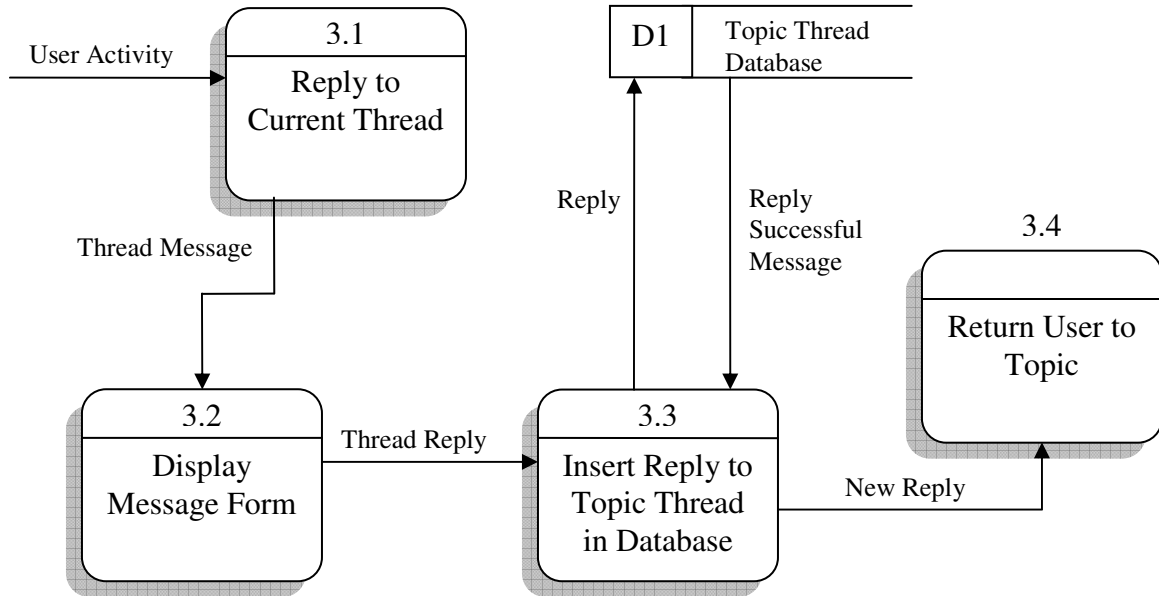 User Activity
3.1
Reply to
Current Thread
D1
Topic Thread
Database
Thread Message
Reply
Reply
Successful
Message
3.4
Return User to
Topic
3.2
Display
Message Form
Thread Reply
3.3
Insert Reply to
Topic Thread
in Database
New Reply